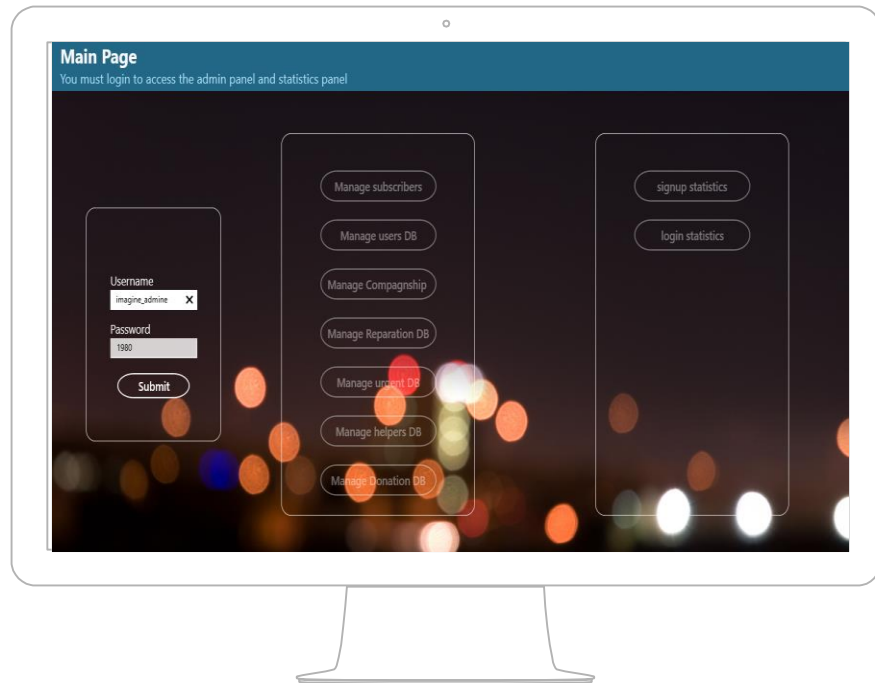 Main Page
You must login to access the admin panel and statistics panel
Username
imagine_admine X
Password
1980
Submit
Manage subscribers
Manage users DB
Manage Compagnship
Manage Reparation DB
Manage urgent DB
Manage helpers DB
Manage Donation DB
signup statistics
login statistics